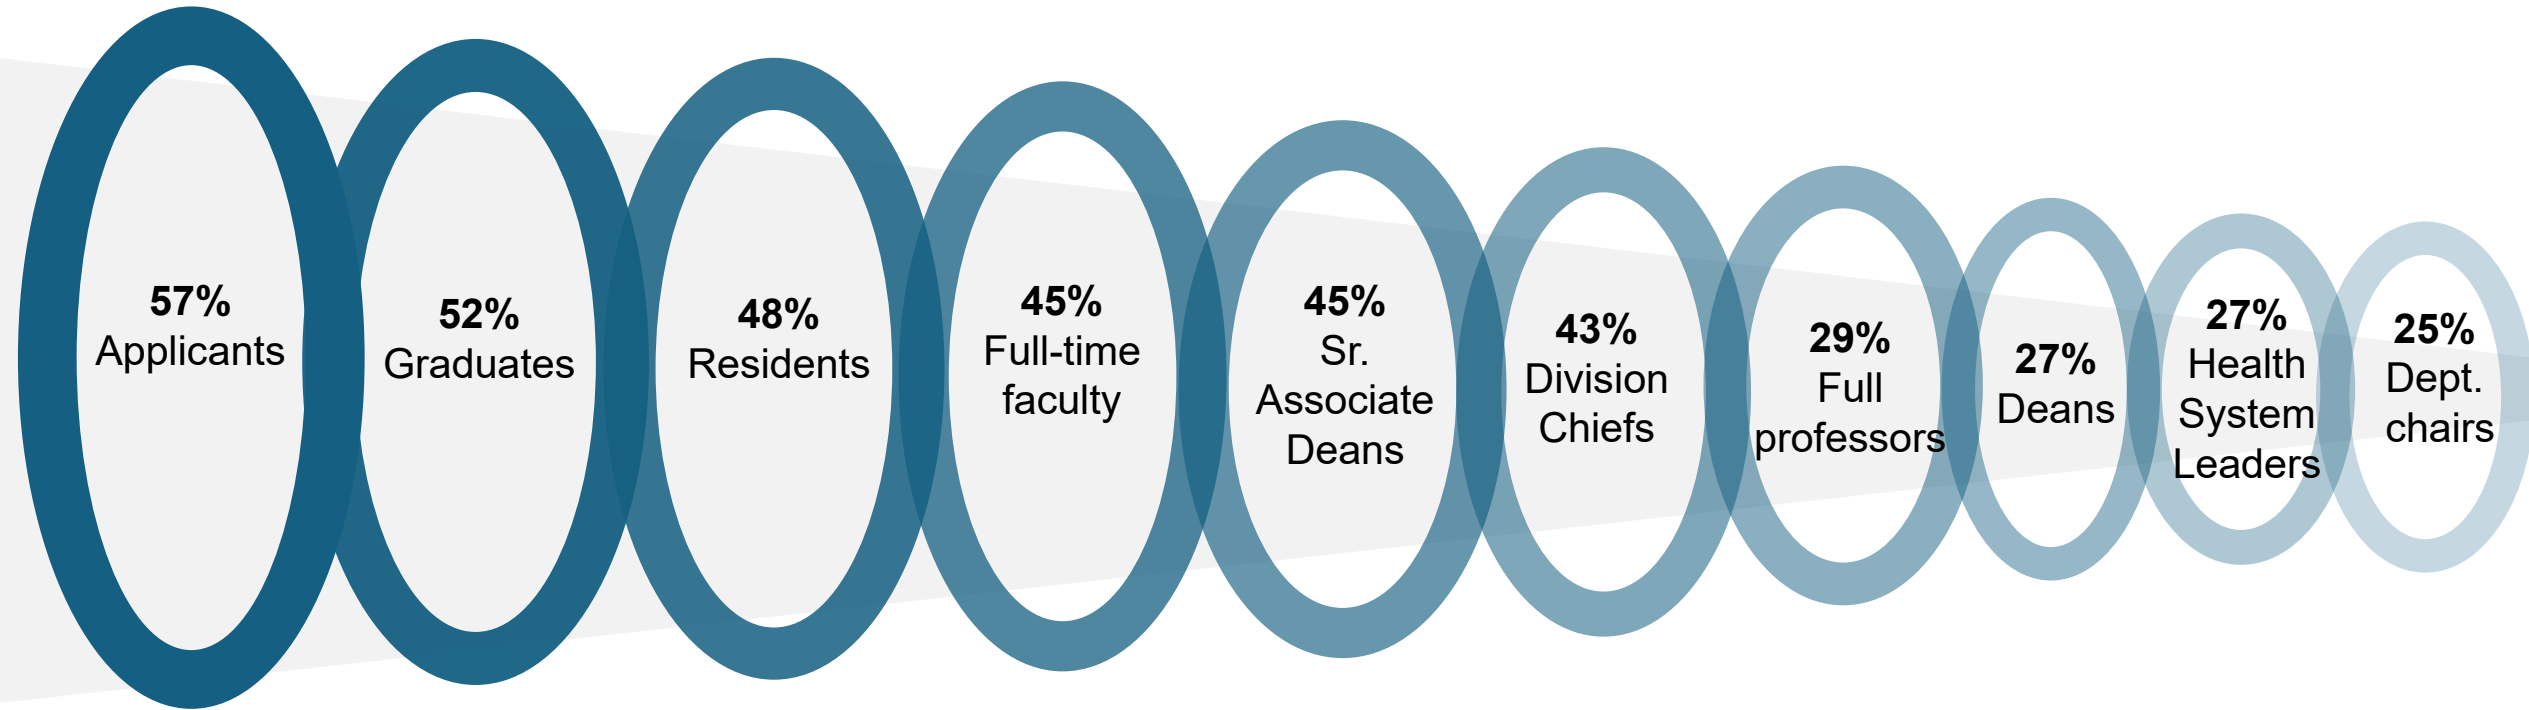 57%
Applicants
52%
Graduates
48%
Residents
45%
Full-time
faculty
45%
Sr.
Associate
Deans
43%
Division
Chiefs
29%
Full
professors
27%
Deans
27%
Health
System
Leaders
25%
Dept.
chairs